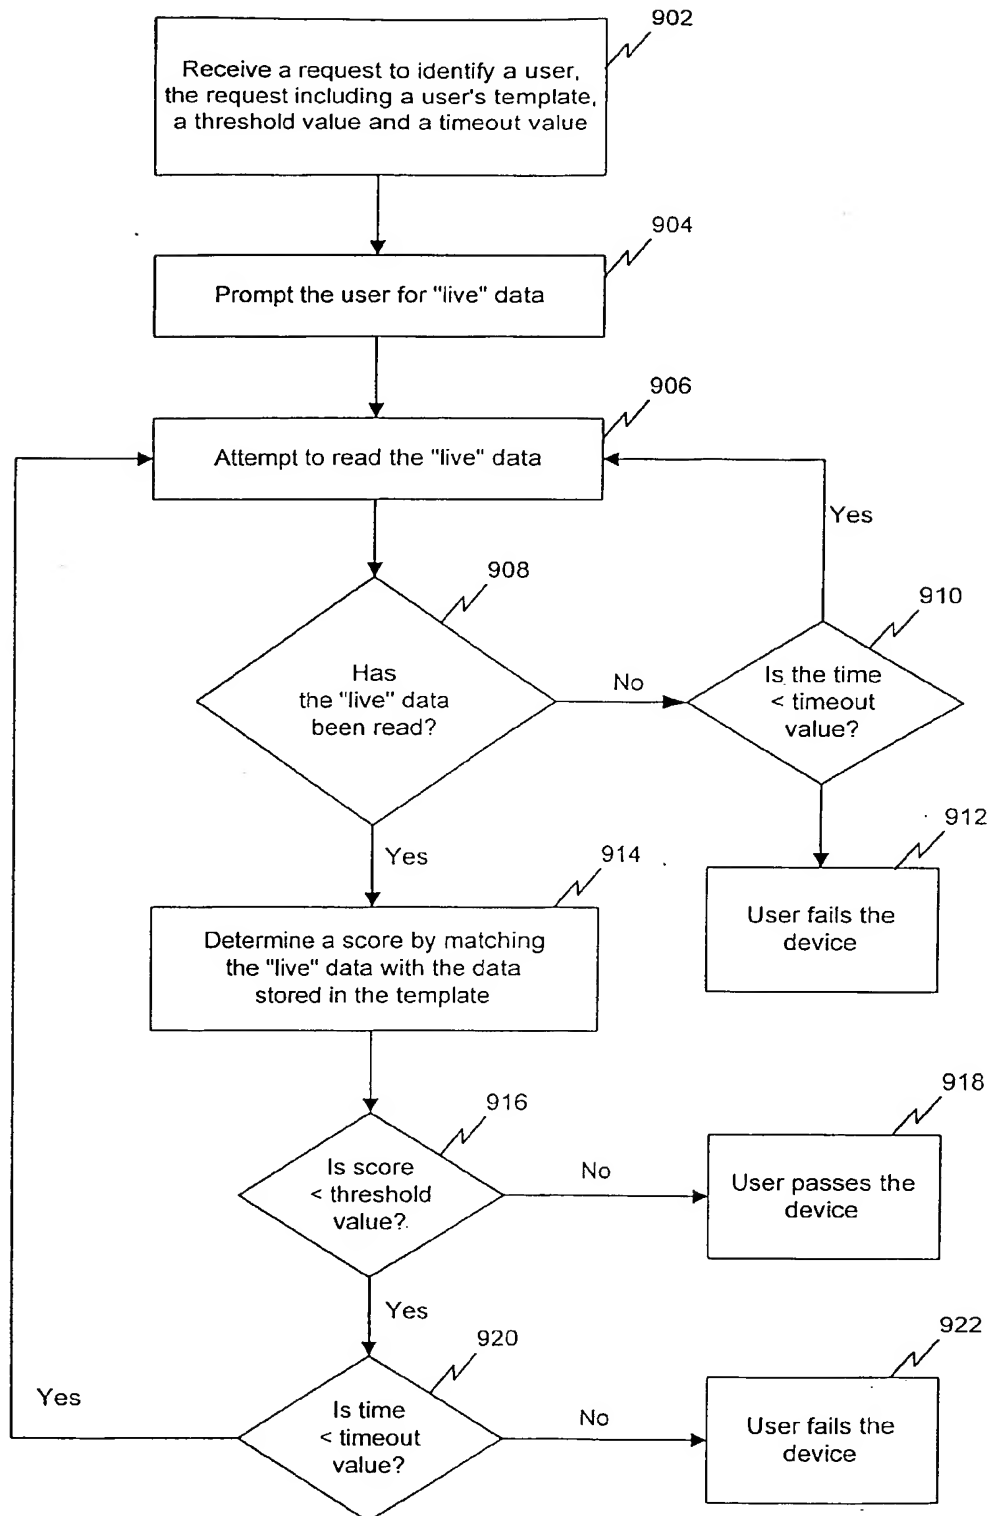 902
Receive a request to identify a user,
the request including a user's template,
a threshold value and a timeout value
904
Prompt the user for "live" data
906
Attempt to read the "live" data
Yes
908
910
Has
the "live" data
been read?
No
Is the time
< timeout
value?
912
Yes
914
User fails the
device
Determine a score by matching
the "live" data with the data
stored in the template
918
916
Is score
< threshold
value?
No
User passes the
device
Yes
920
922
Yes
Is time
< timeout
value?
No
User fails the
device